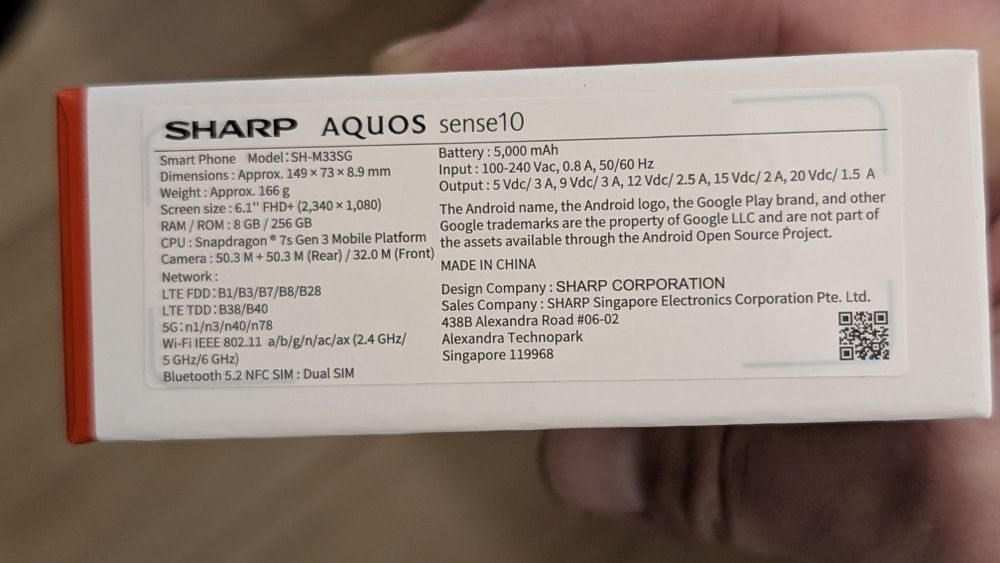 SHARP AQUOS sense10
Smart Phone Model:SH-M33SG
Dimensions : Approx. 149 × 73 × 8.9 mm
Weight : Approx. 166 g
Screen size : 6.1" FHD+ (2,340 × 1,080)
RAM / ROM : 8 GB / 256 GB
CPU : Snapdragon ® 7s Gen 3 Mobile Platform
Camera : 50.3 M + 50.3 M (Rear) / 32.0 M (Front)
Network :
LTE FDD:B1/B3/B7/B8/B28
LTE TDD:B38/B40
5G:n1/n3/n40/n78
Wi-Fi IEEE 802.11 a/b/g/n/ac/ax (2.4 GHz/
5 GHz/6 GHz)
Bluetooth 5.2 NFC SIM : Dual SIM
Battery : 5,000 mAh
Input : 100-240 Vac, 0.8 A, 50/60 Hz
Output : 5 Vdc/ 3 A, 9 Vdc/ 3 A, 12 Vdc/ 2.5 A, 15 Vdc/ 2 A, 20 Vdc/ 1.5 A
The Android name, the Android logo, the Google Play brand, and other
Google trademarks are the property of Google LLC and are not part of
the assets available through the Android Open Source Project.
MADE IN CHINA
Design Company : SHARP CORPORATION
Sales Company : SHARP Singapore Electronics Corporation Pte. Ltd.
438B Alexandra Road #06-02
Alexandra Technopark
Singapore 119968